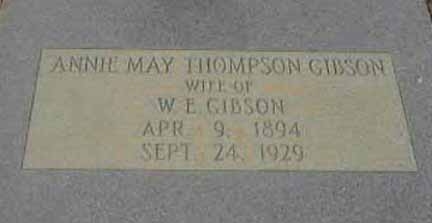 ANNIE MAY THOMPSON GIBSON
WIFE OF
W. E. GIBSON
APR. 9, 1894
SEPT. 24, 1929